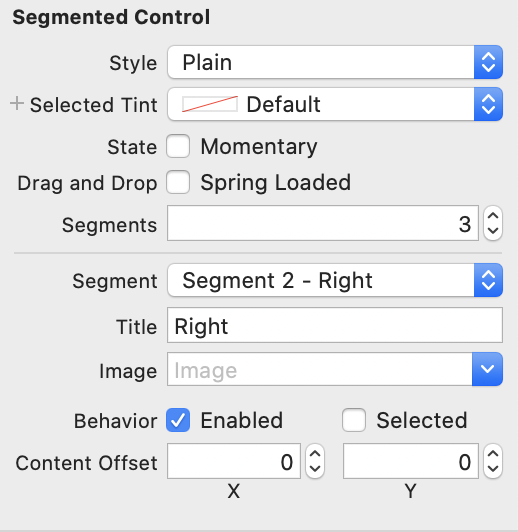 Segmented Control
Style Plain
+ Selected Tint Default
State Momentary
Drag and Drop Spring Loaded
Segments 3
Segment Segment 2 - Right
Title Right
Image Image
Behavior Enabled Selected
Content Offset 0 0
X Y